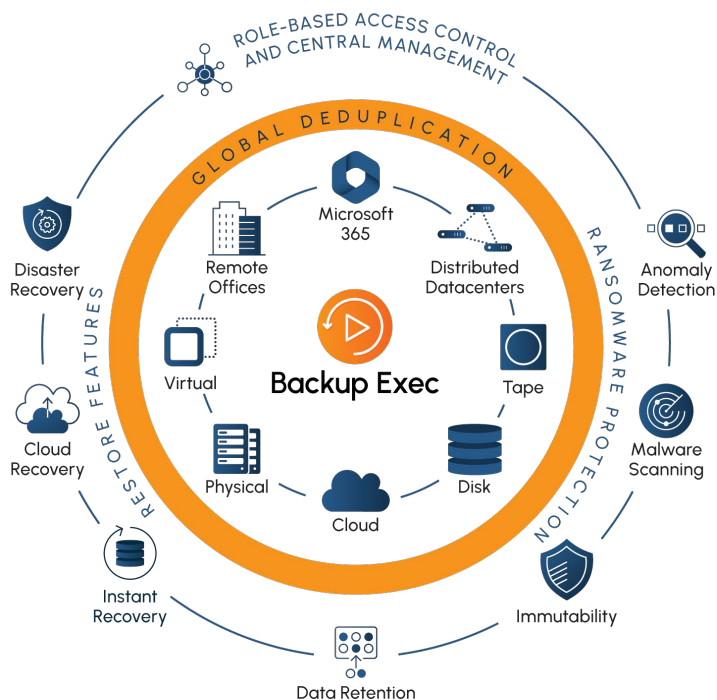 ROLE-BASED ACCESS CONTROL
AND CENTRAL MANAGEMENT
GLOBAL DEDUPLICATION
Microsoft
365
Remote
Offices
Distributed
Datacenters
Disaster
Recovery
Anomaly
Detection
RESTORE FEATURES
RANSOMWARE PROTECTION
Virtual
Backup Exec
Tape
Cloud
Recovery
Malware
Scanning
Physical
Disk
Cloud
Instant
Recovery
Immutability
Data Retention